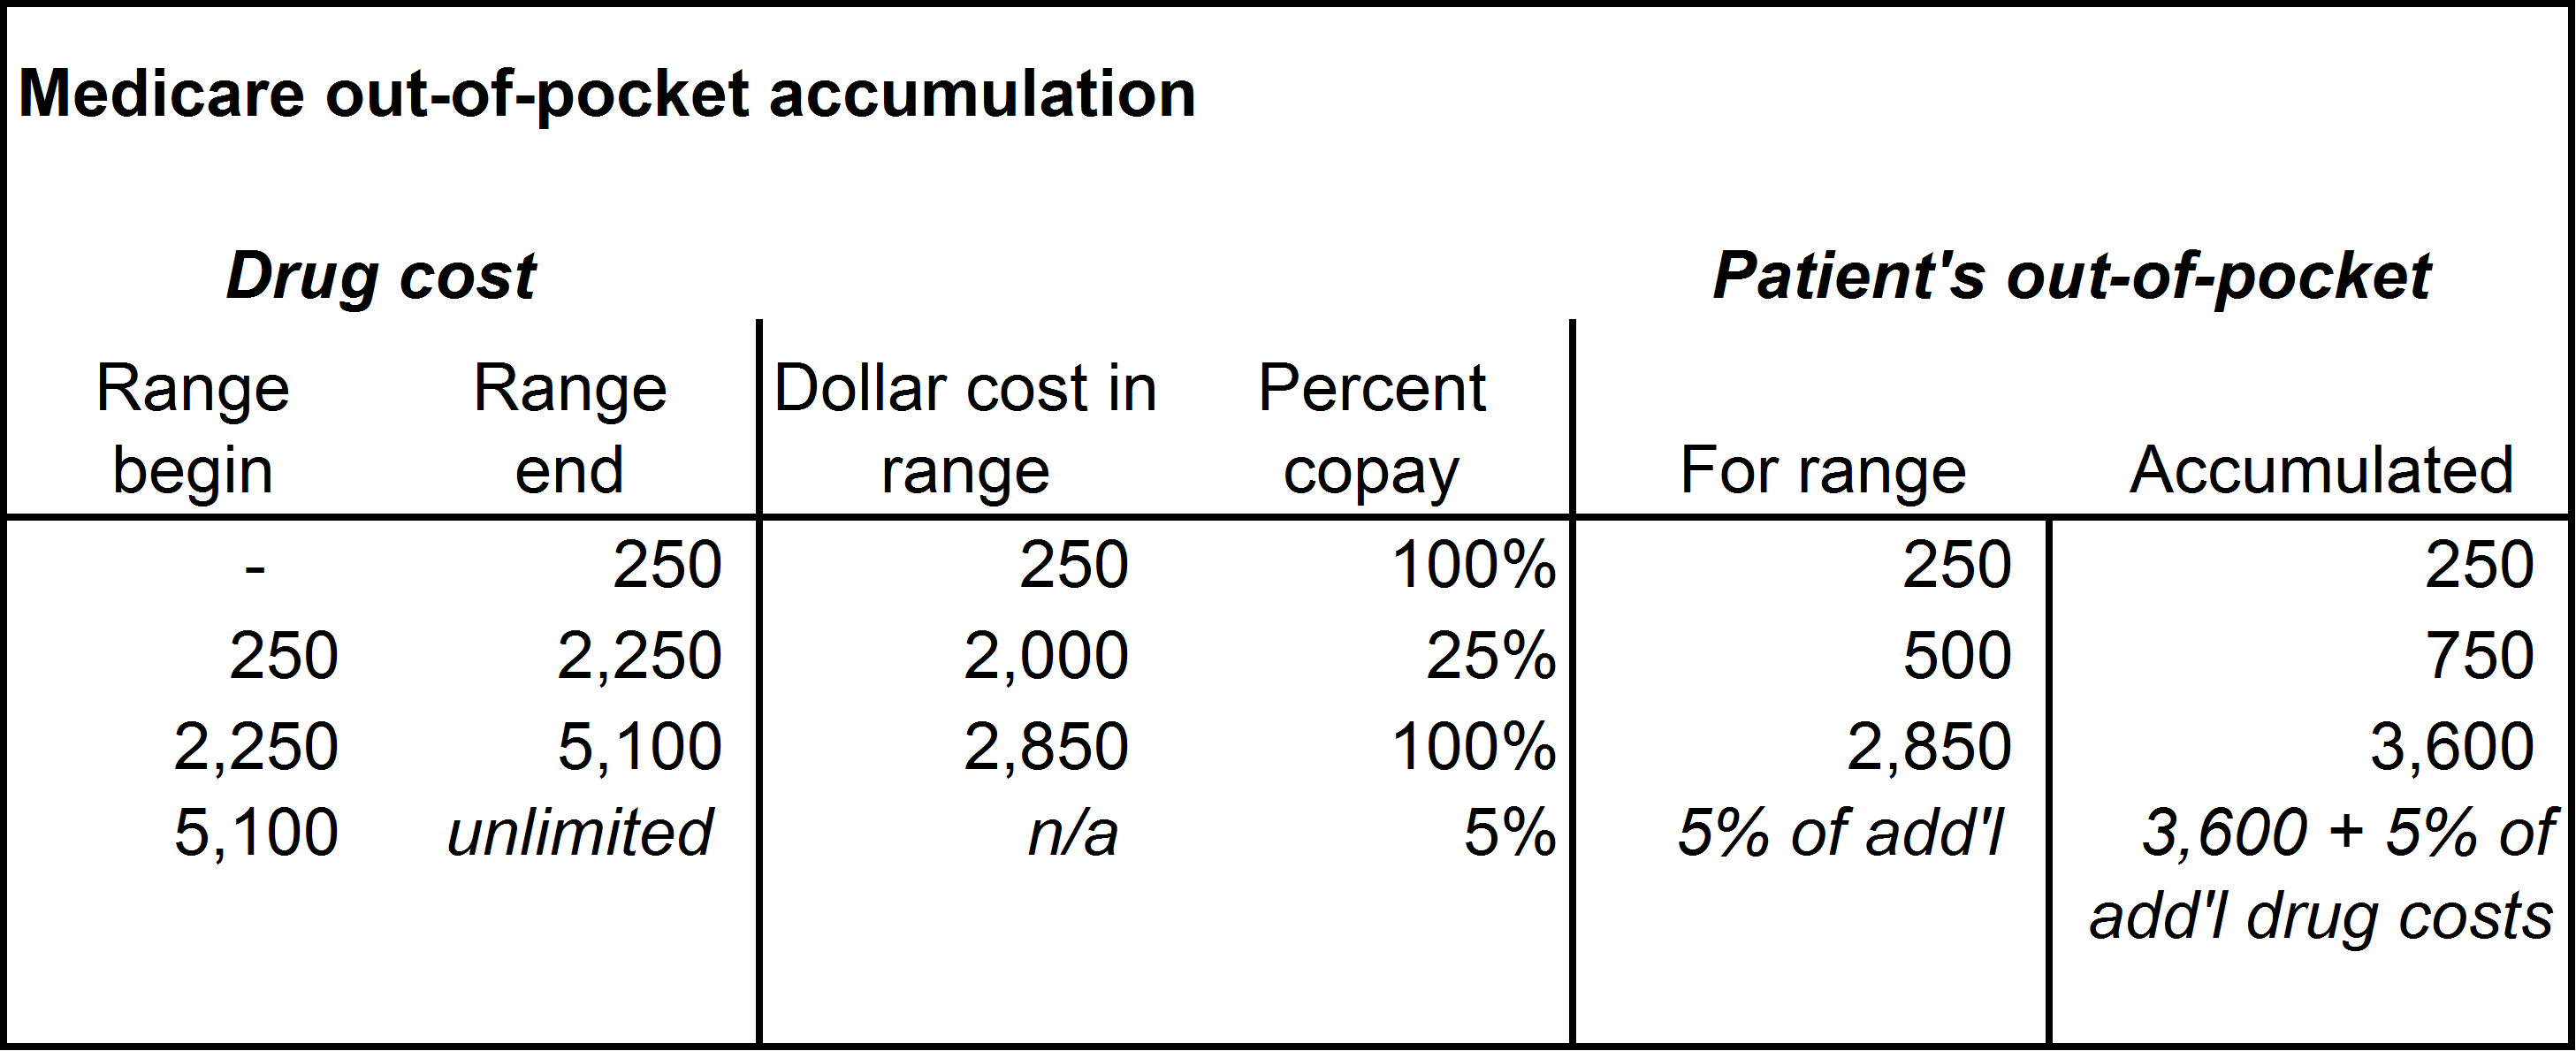 Medicare out-of-pocket accumulation
Drug cost Patient's out-of-pocket
Range Range Dollar cost in Percent
begin end range copay For range Accumulated
- 250 250 100% 250 250
250 2,250 2,000 25% 500 750
2,250 5,100 2,850 100% 2,850 3,600
5,100 unlimited n/a 5% 5% of add'l 3,600 + 5% of
add'l drug costs